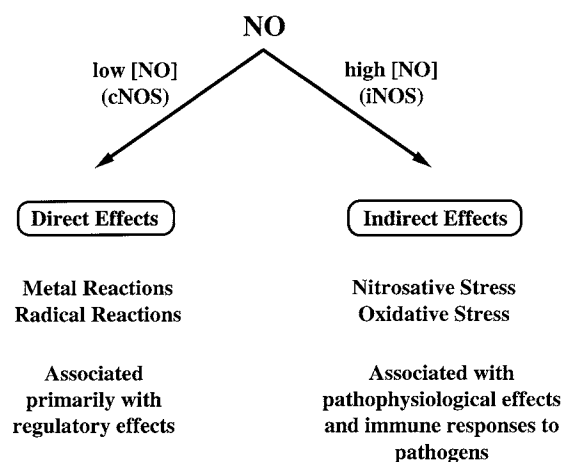 NO
low [NO]
(cNOS)
high [NO]
(iNOS)
Direct Effects
Indirect Effects
Metal Reactions
Radical Reactions
Nitrosative Stress
Oxidative Stress
Associated
primarily with
regulatory effects
Associated with
pathophysiological effects
and immune responses to
pathogens